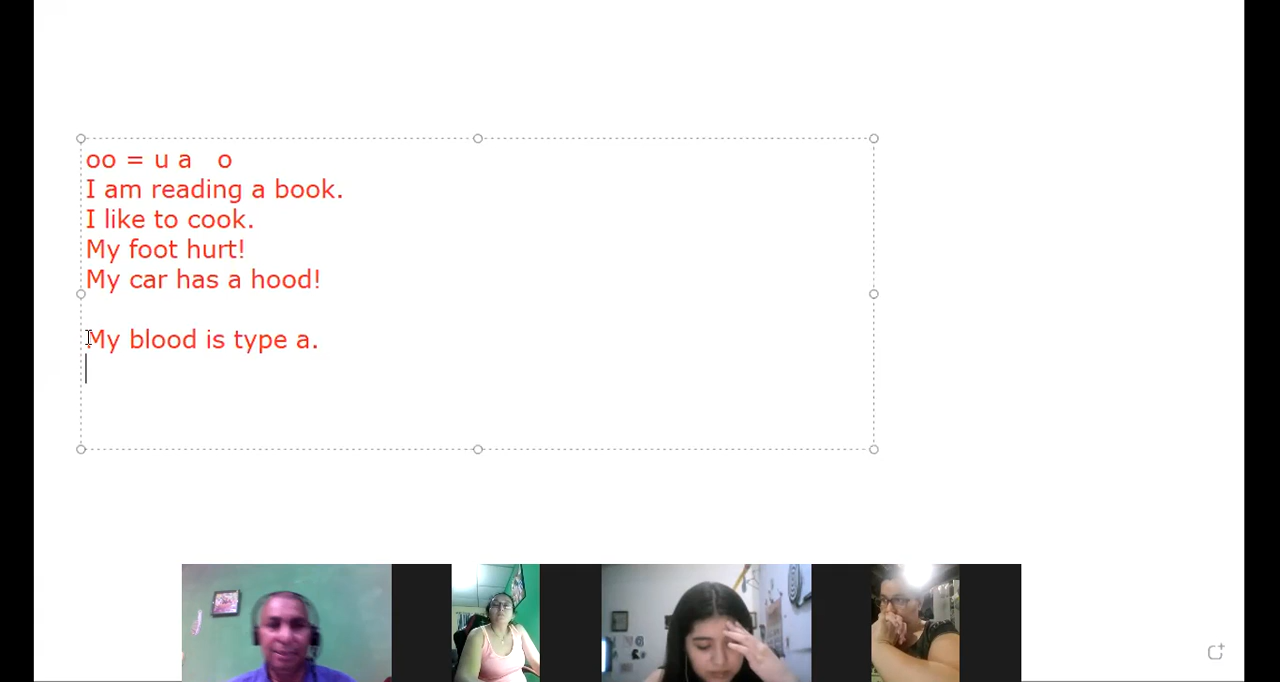 oo = u a   o
I am reading a book.
I like to cook.
My foot hurt!
My car has a hood!
My blood is type a.